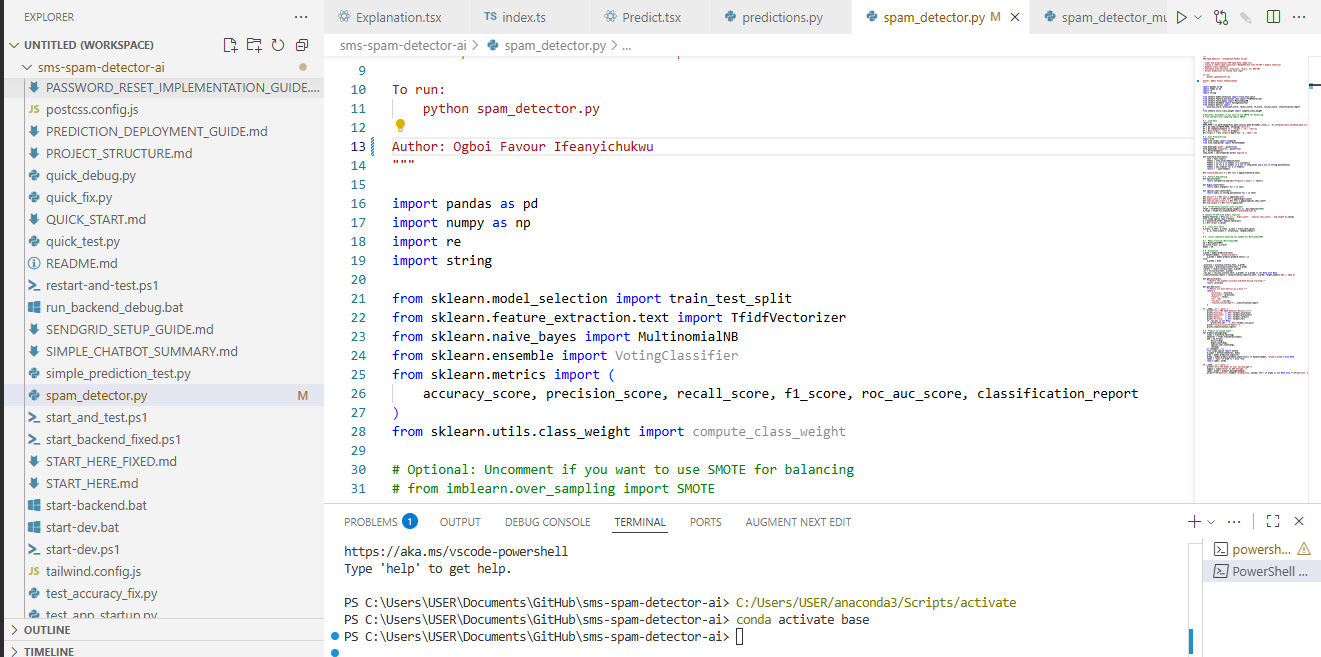 EXPLORER
UNTITLED (WORKSPACE)
sms-spam-detector-ai
PASSWORD_RESET_IMPLEMENTATION_GUIDE....
JS postcss.config.js
PREDICTION_DEPLOYMENT_GUIDE.md
PROJECT_STRUCTURE.md
quick_debug.py
quick_fix.py
QUICK_START.md
quick_test.py
README.md
restart-and-test.ps1
run_backend_debug.bat
SENDGRID_SETUP_GUIDE.md
SIMPLE_CHATBOT_SUMMARY.md
simple_prediction_test.py
spam_detector.py M
start_and_test.ps1
start_backend_fixed.ps1
START_HERE_FIXED.md
START_HERE.md
start-backend.bat
start-dev.bat
start-dev.ps1
JS tailwind.config.js
test_accuracy_fix.py
test_app_startup.py
OUTLINE
TIMELINE
Explanation.tsx
TS index.ts
Predict.tsx
predictions.py
spam_detector.py M
spam_detector_mu
sms-spam-detector-ai > spam_detector.py > ...
9
10 To run:
11 python spam_detector.py
12
13 Author: Ogboi Favour Ifeanyichukwu
14 """
15
16 import pandas as pd
17 import numpy as np
18 import re
19 import string
20
21 from sklearn.model_selection import train_test_split
22 from sklearn.feature_extraction.text import TfidfVectorizer
23 from sklearn.naive_bayes import MultinomialNB
24 from sklearn.ensemble import VotingClassifier
25 from sklearn.metrics import (
26 accuracy_score, precision_score, recall_score, f1_score, roc_auc_score, classification_report
27 )
28 from sklearn.utils.class_weight import compute_class_weight
29
30 # Optional: Uncomment if you want to use SMOTE for balancing
31 # from imblearn.over_sampling import SMOTE
PROBLEMS 1 OUTPUT DEBUG CONSOLE TERMINAL PORTS AUGMENT NEXT EDIT
https://aka.ms/vscode-powershell
Type 'help' to get help.
PS C:\Users\USER\Documents\GitHub\sms-spam-detector-ai> C:/Users/USER/anaconda3/Scripts/activate
PS C:\Users\USER\Documents\GitHub\sms-spam-detector-ai> conda activate base
PS C:\Users\USER\Documents\GitHub\sms-spam-detector-ai>
powersh...
PowerShell ...